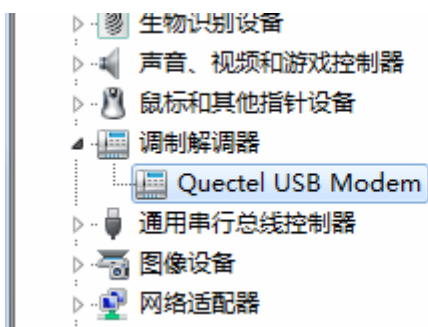 生物识别设备
声音、视频和游戏控制器
鼠标和其他指针设备
调制解调器
Quectel USB Modem
通用串行总线控制器
图像设备
网络适配器